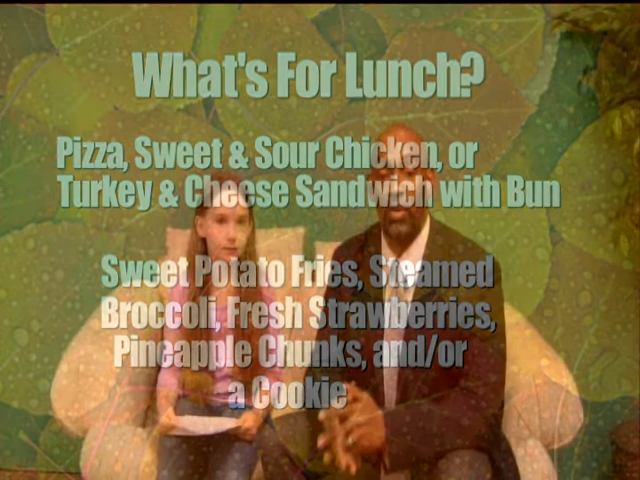 What's For Lunch?
Pizza, Sweet & Sour Chicken, or
Turkey & Cheese Sandwich with Bun
Sweet Potato Fries, Steamed
Broccoli, Fresh Strawberries,
Pineapple Chunks, and/or
a Cookie